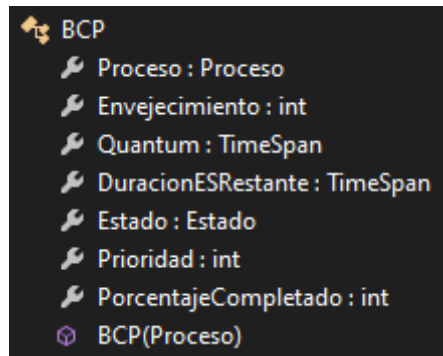 BCP
Proceso : Proceso
Envejecimiento : int
Quantum : TimeSpan
DuracionESRestante : TimeSpan
Estado : Estado
Prioridad : int
PorcentajeCompletado : int
BCP(Proceso)